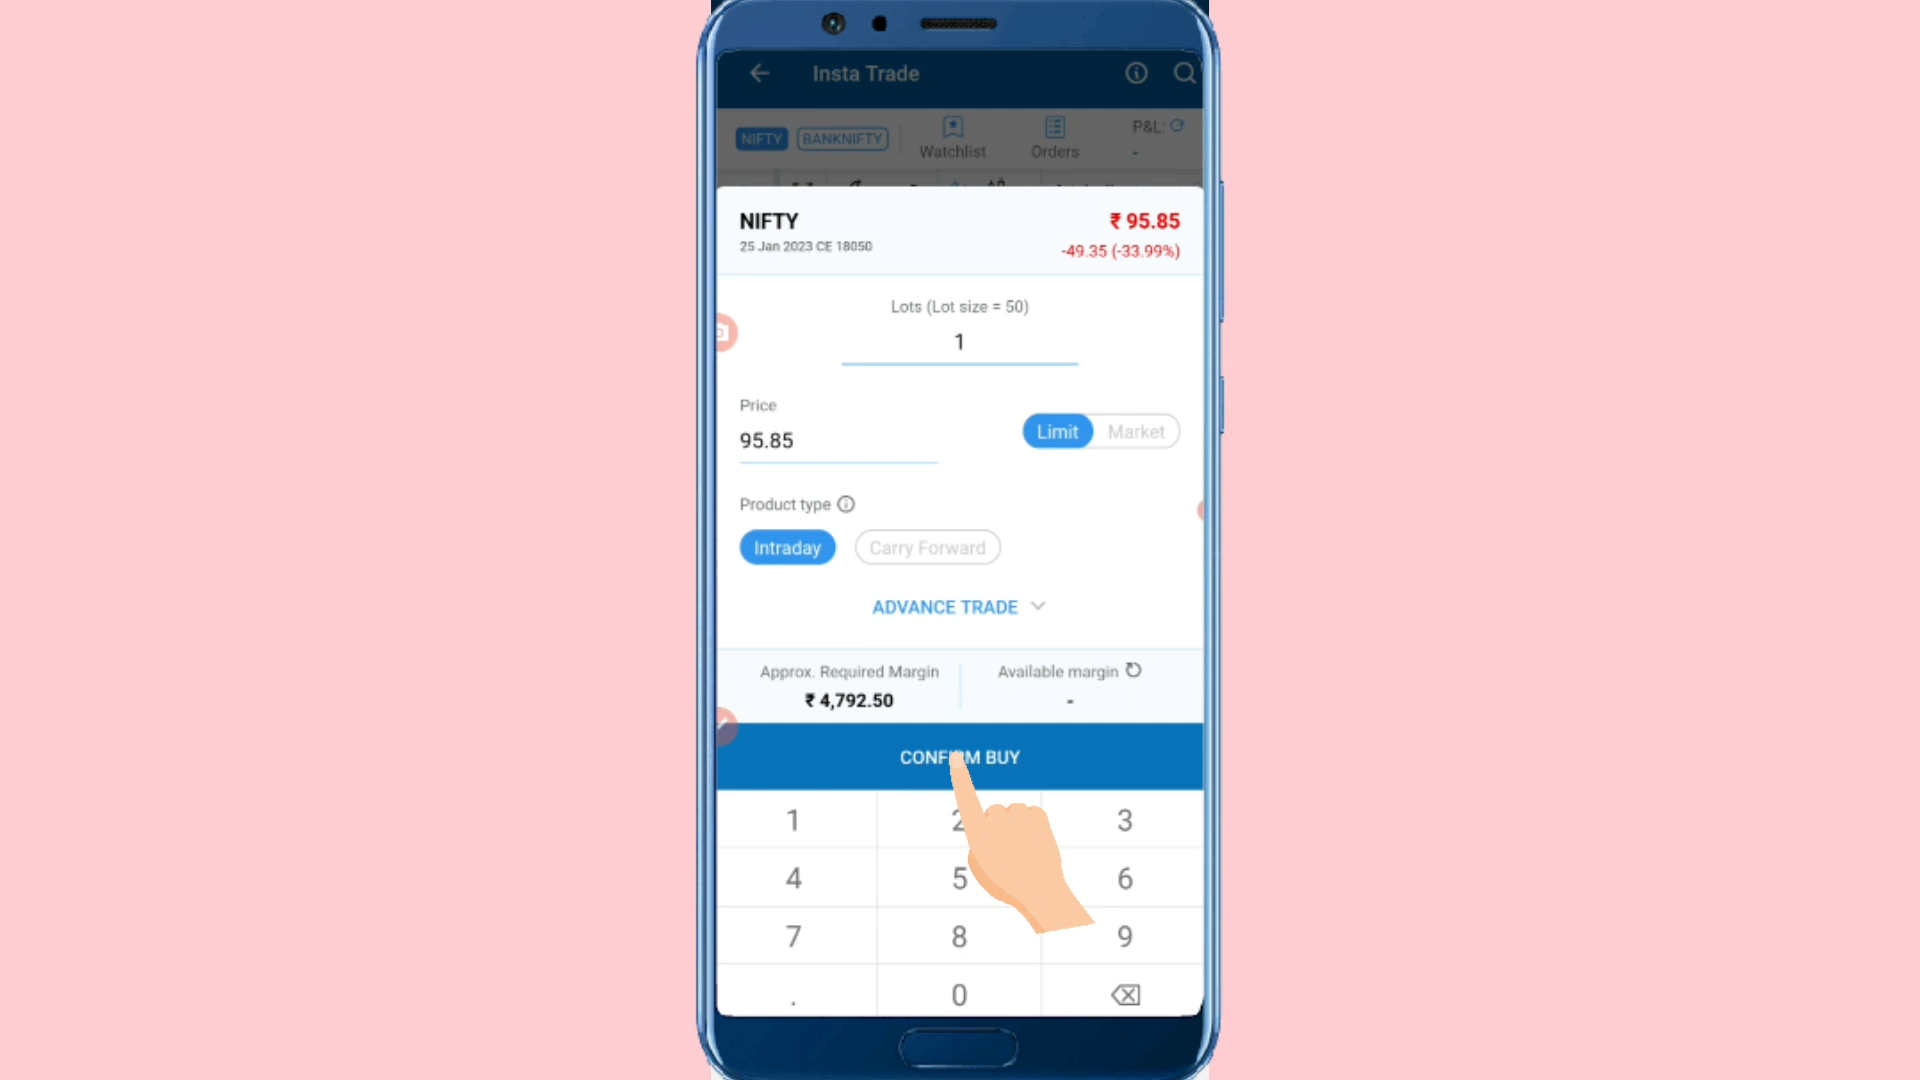 Insta Trade
NIFTY BANKNIFTY
Watchlist
Orders
P&L:
-
NIFTY
₹ 95.85
25 Jan 2023 CE 18050
-49.35 (-33.99%)
Lots (Lot size = 50)
1
Price
95.85
Limit Market
Product type
Intraday Carry Forward
ADVANCE TRADE
Approx. Required Margin
₹ 4,792.50
Available margin
-
CONFIRM BUY
1 2 3
4 5 6
7 8 9
. 0